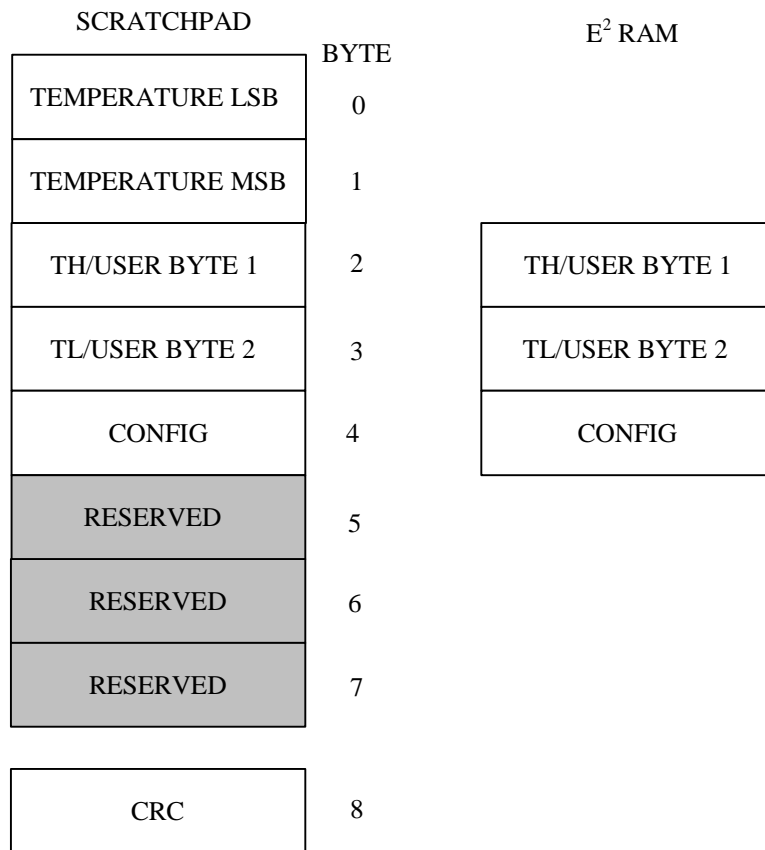 SCRATCHPAD
BYTE
E² RAM
TEMPERATURE LSB 0
TEMPERATURE MSB 1
TH/USER BYTE 1 2 TH/USER BYTE 1
TL/USER BYTE 2 3 TL/USER BYTE 2
CONFIG 4 CONFIG
RESERVED 5
RESERVED 6
RESERVED 7
CRC 8